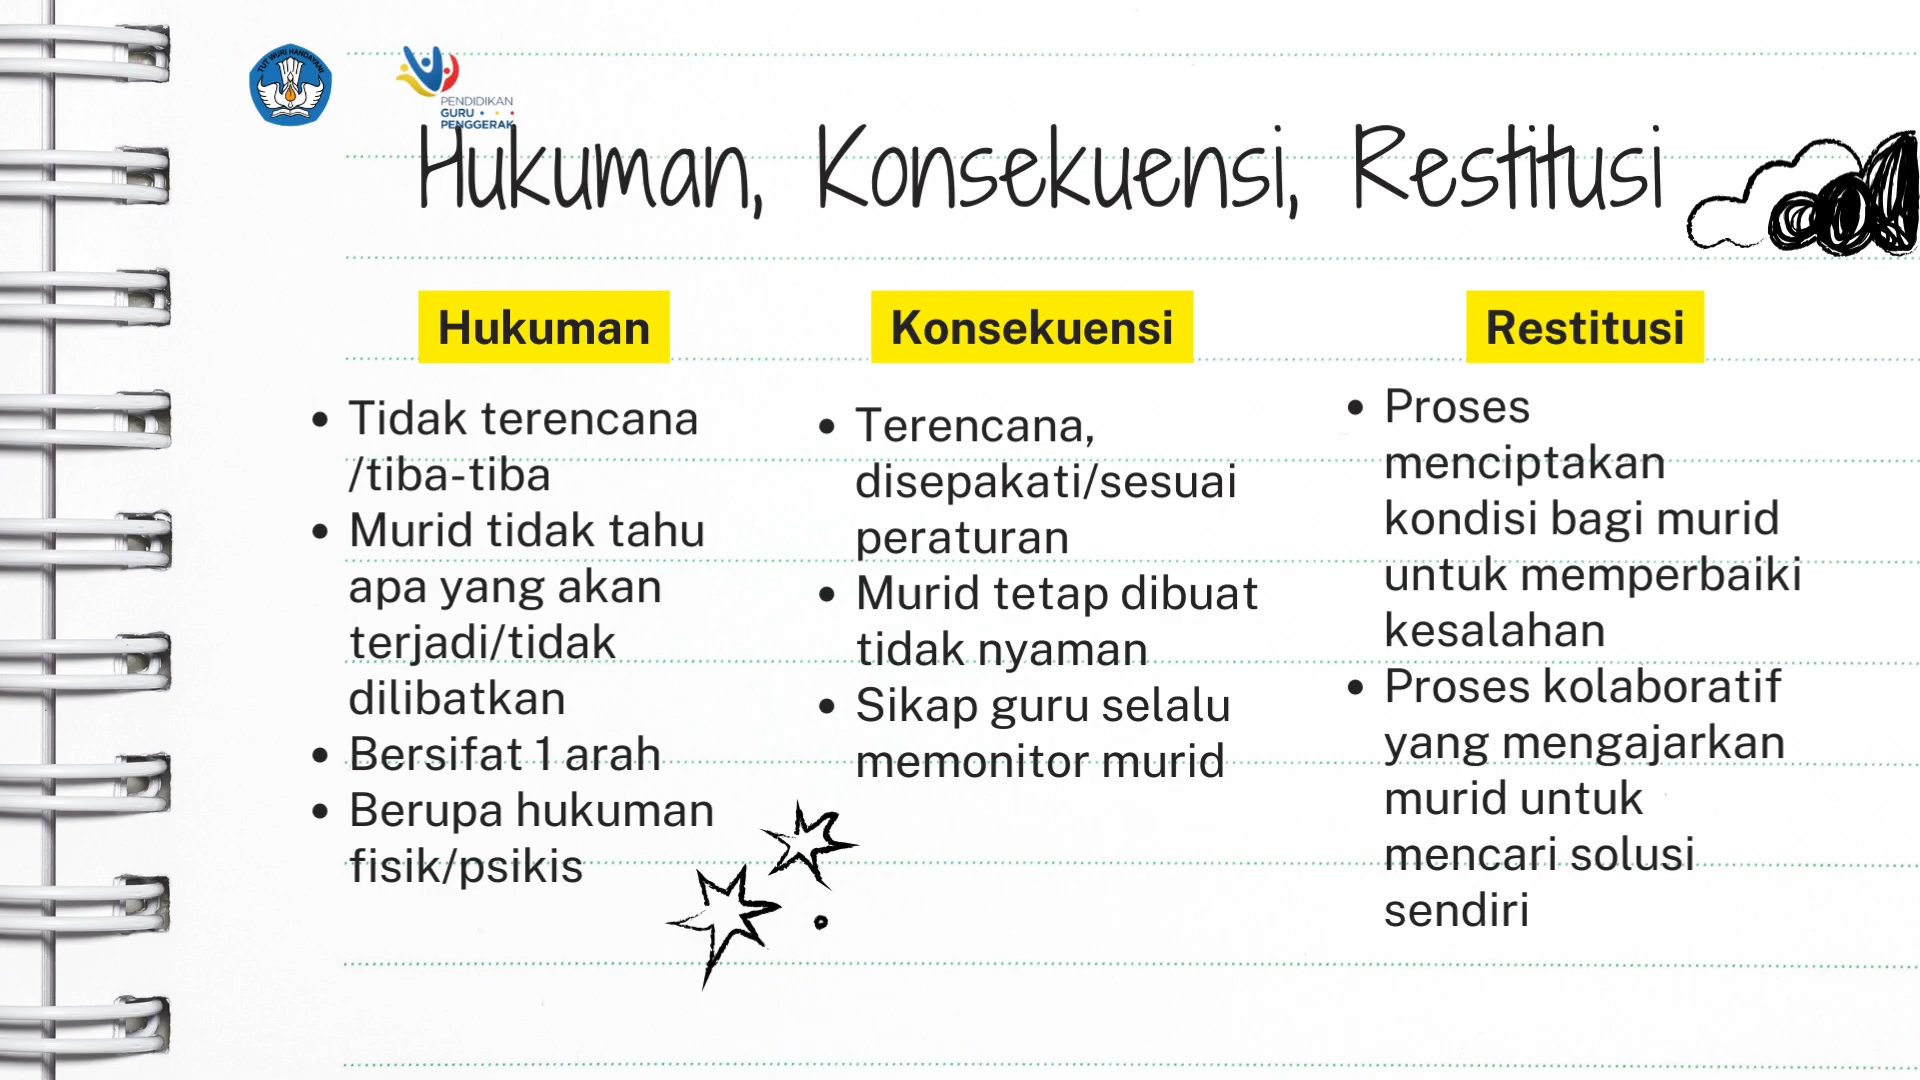 TUT WURI HANDAYANI
PENDIDIKAN
GURU
PENGGERAK
Hukuman, Konsekuensi, Restitusi
Hukuman
• Tidak terencana
/tiba-tiba
• Murid tidak tahu
apa yang akan
terjadi/tidak
dilibatkan
• Bersifat 1 arah
• Berupa hukuman
fisik/psikis
Konsekuensi
• Terencana,
disepakati/sesuai
peraturan
• Murid tetap dibuat
tidak nyaman
• Sikap guru selalu
memonitor murid
Restitusi
• Proses
menciptakan
kondisi bagi murid
untuk memperbaiki
kesalahan
• Proses kolaboratif
yang mengajarkan
murid untuk
mencari solusi
sendiri